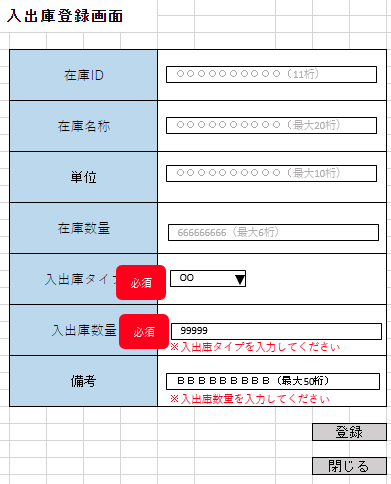 入出庫登録画面
在庫ID
○○○○○○○○○○（11桁）
在庫名称
○○○○○○○○○○（最大20桁）
単位
○○○○○○○○○○（最大10桁）
在庫数量
666666666（最大6桁）
入出庫タイプ 必須
○○ ▼
入出庫数量 必須
99999
※入出庫タイプを入力してください
備考
ＢＢＢＢＢＢＢＢＢ（最大50桁）
※入出庫数量を入力してください
登録
閉じる